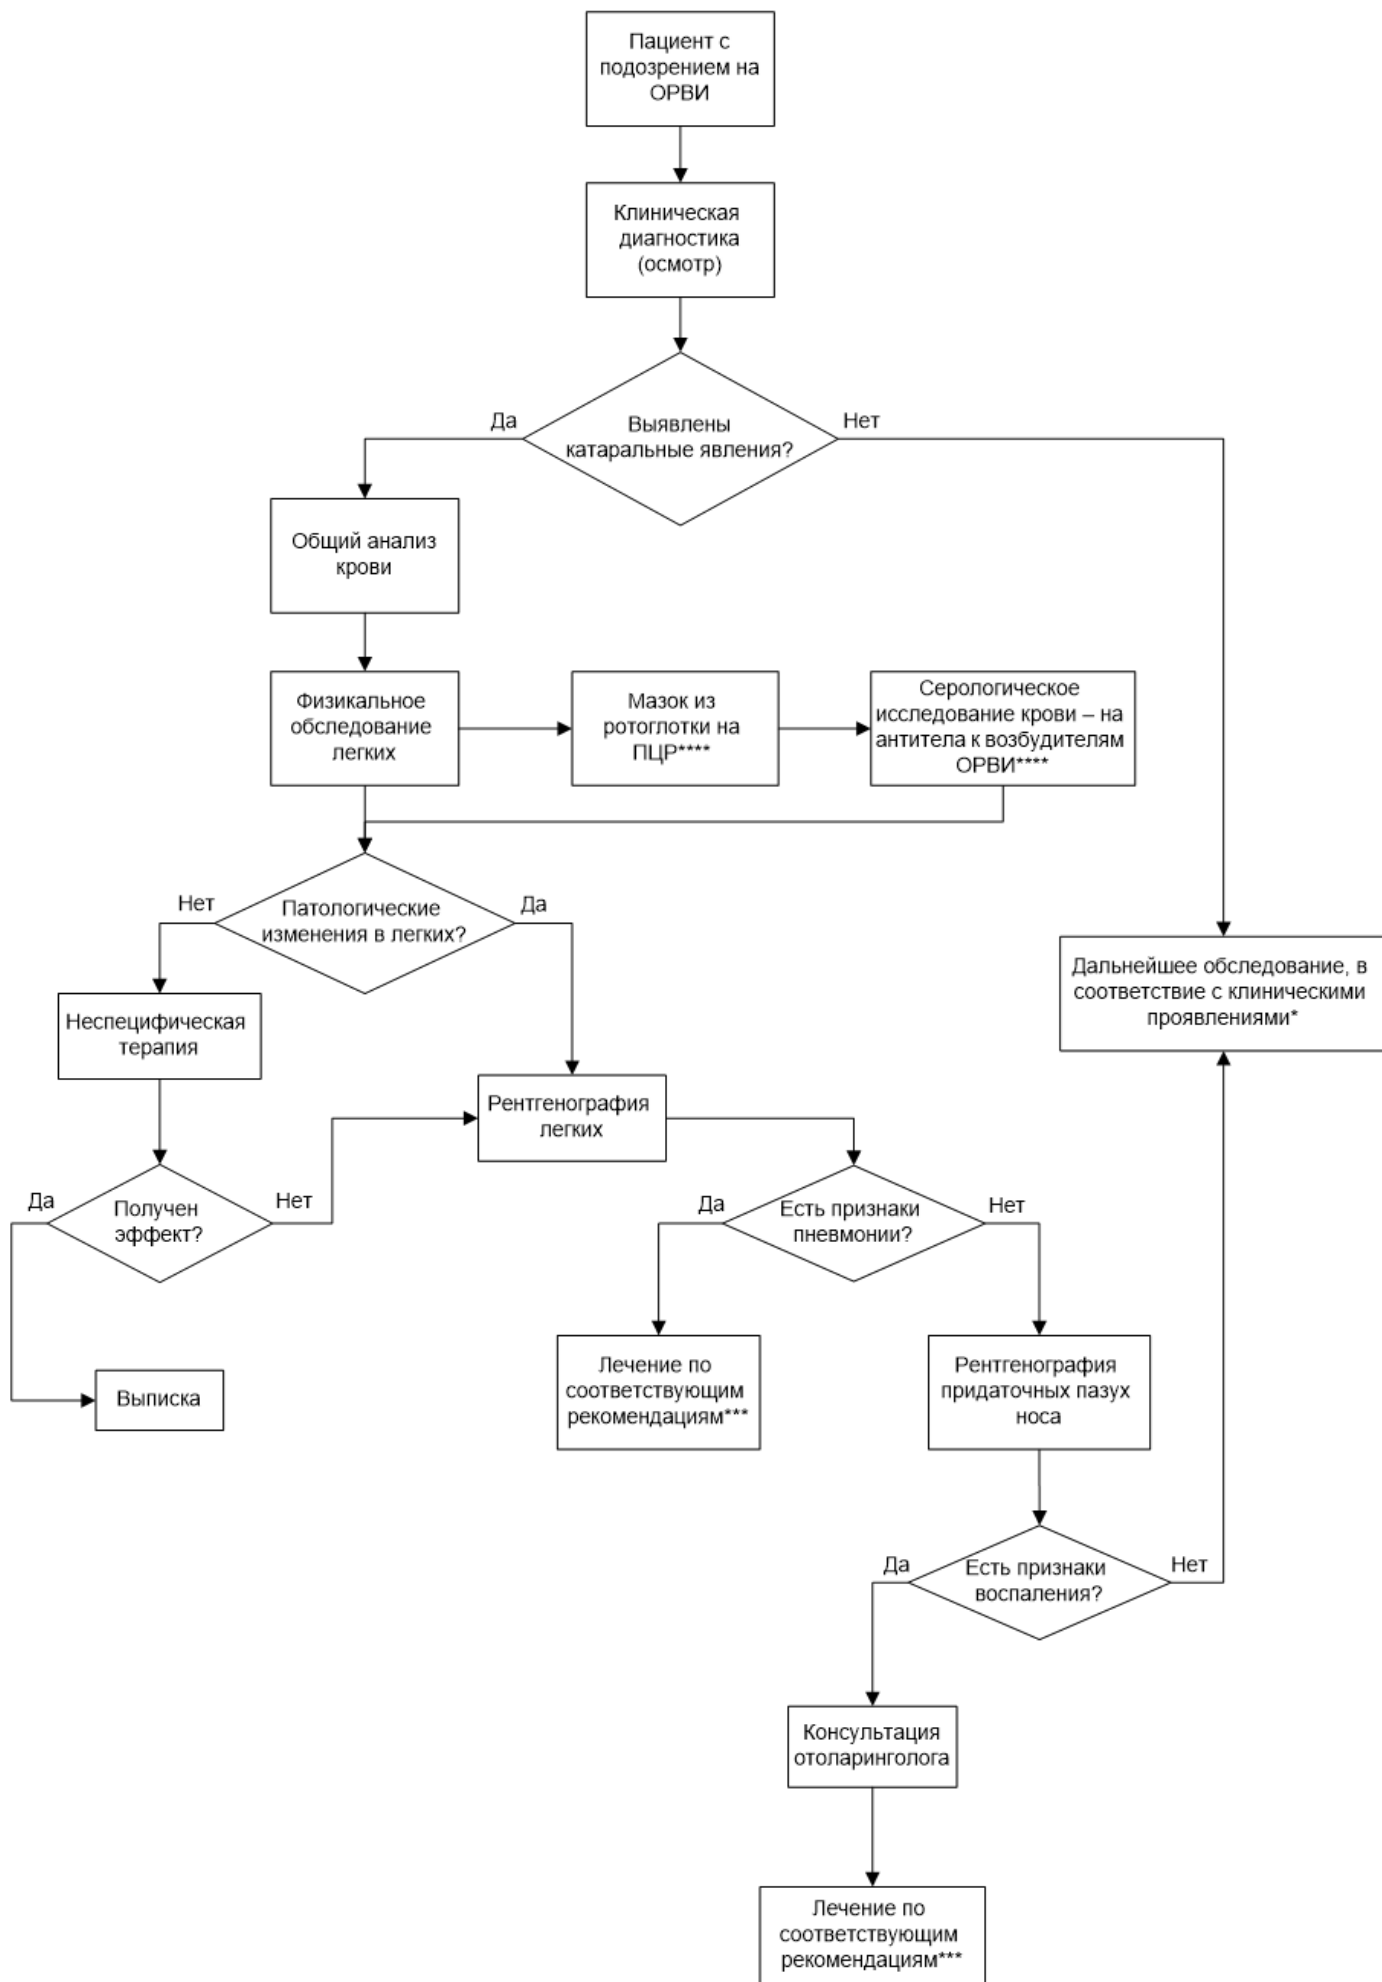 Пациент с
подозрением на
ОРВИ
Клиническая
диагностика
(осмотр)
Да
Выявлены
катаральные явления?
Нет
Общий анализ
крови
Физикальное
обследование
легких
Мазок из
ротоглотки на
ПЦР****
Серологическое
исследование крови – на
антитела к возбудителям
ОРВИ****
Нет
Патологические
изменения в легких?
Да
Дальнейшее обследование, в
соответствие с клиническими
проявлениями*
Неспецифическая
терапия
Рентгенография
легких
Да
Получен
эффект?
Нет
Да
Есть признаки
пневмонии?
Нет
Выписка
Лечение по
соответствующим
рекомендациям***
Рентгенография
придаточных пазух
носа
Да
Есть признаки
воспаления?
Нет
Консультация
отоларинголога
Лечение по
соответствующим
рекомендациям***